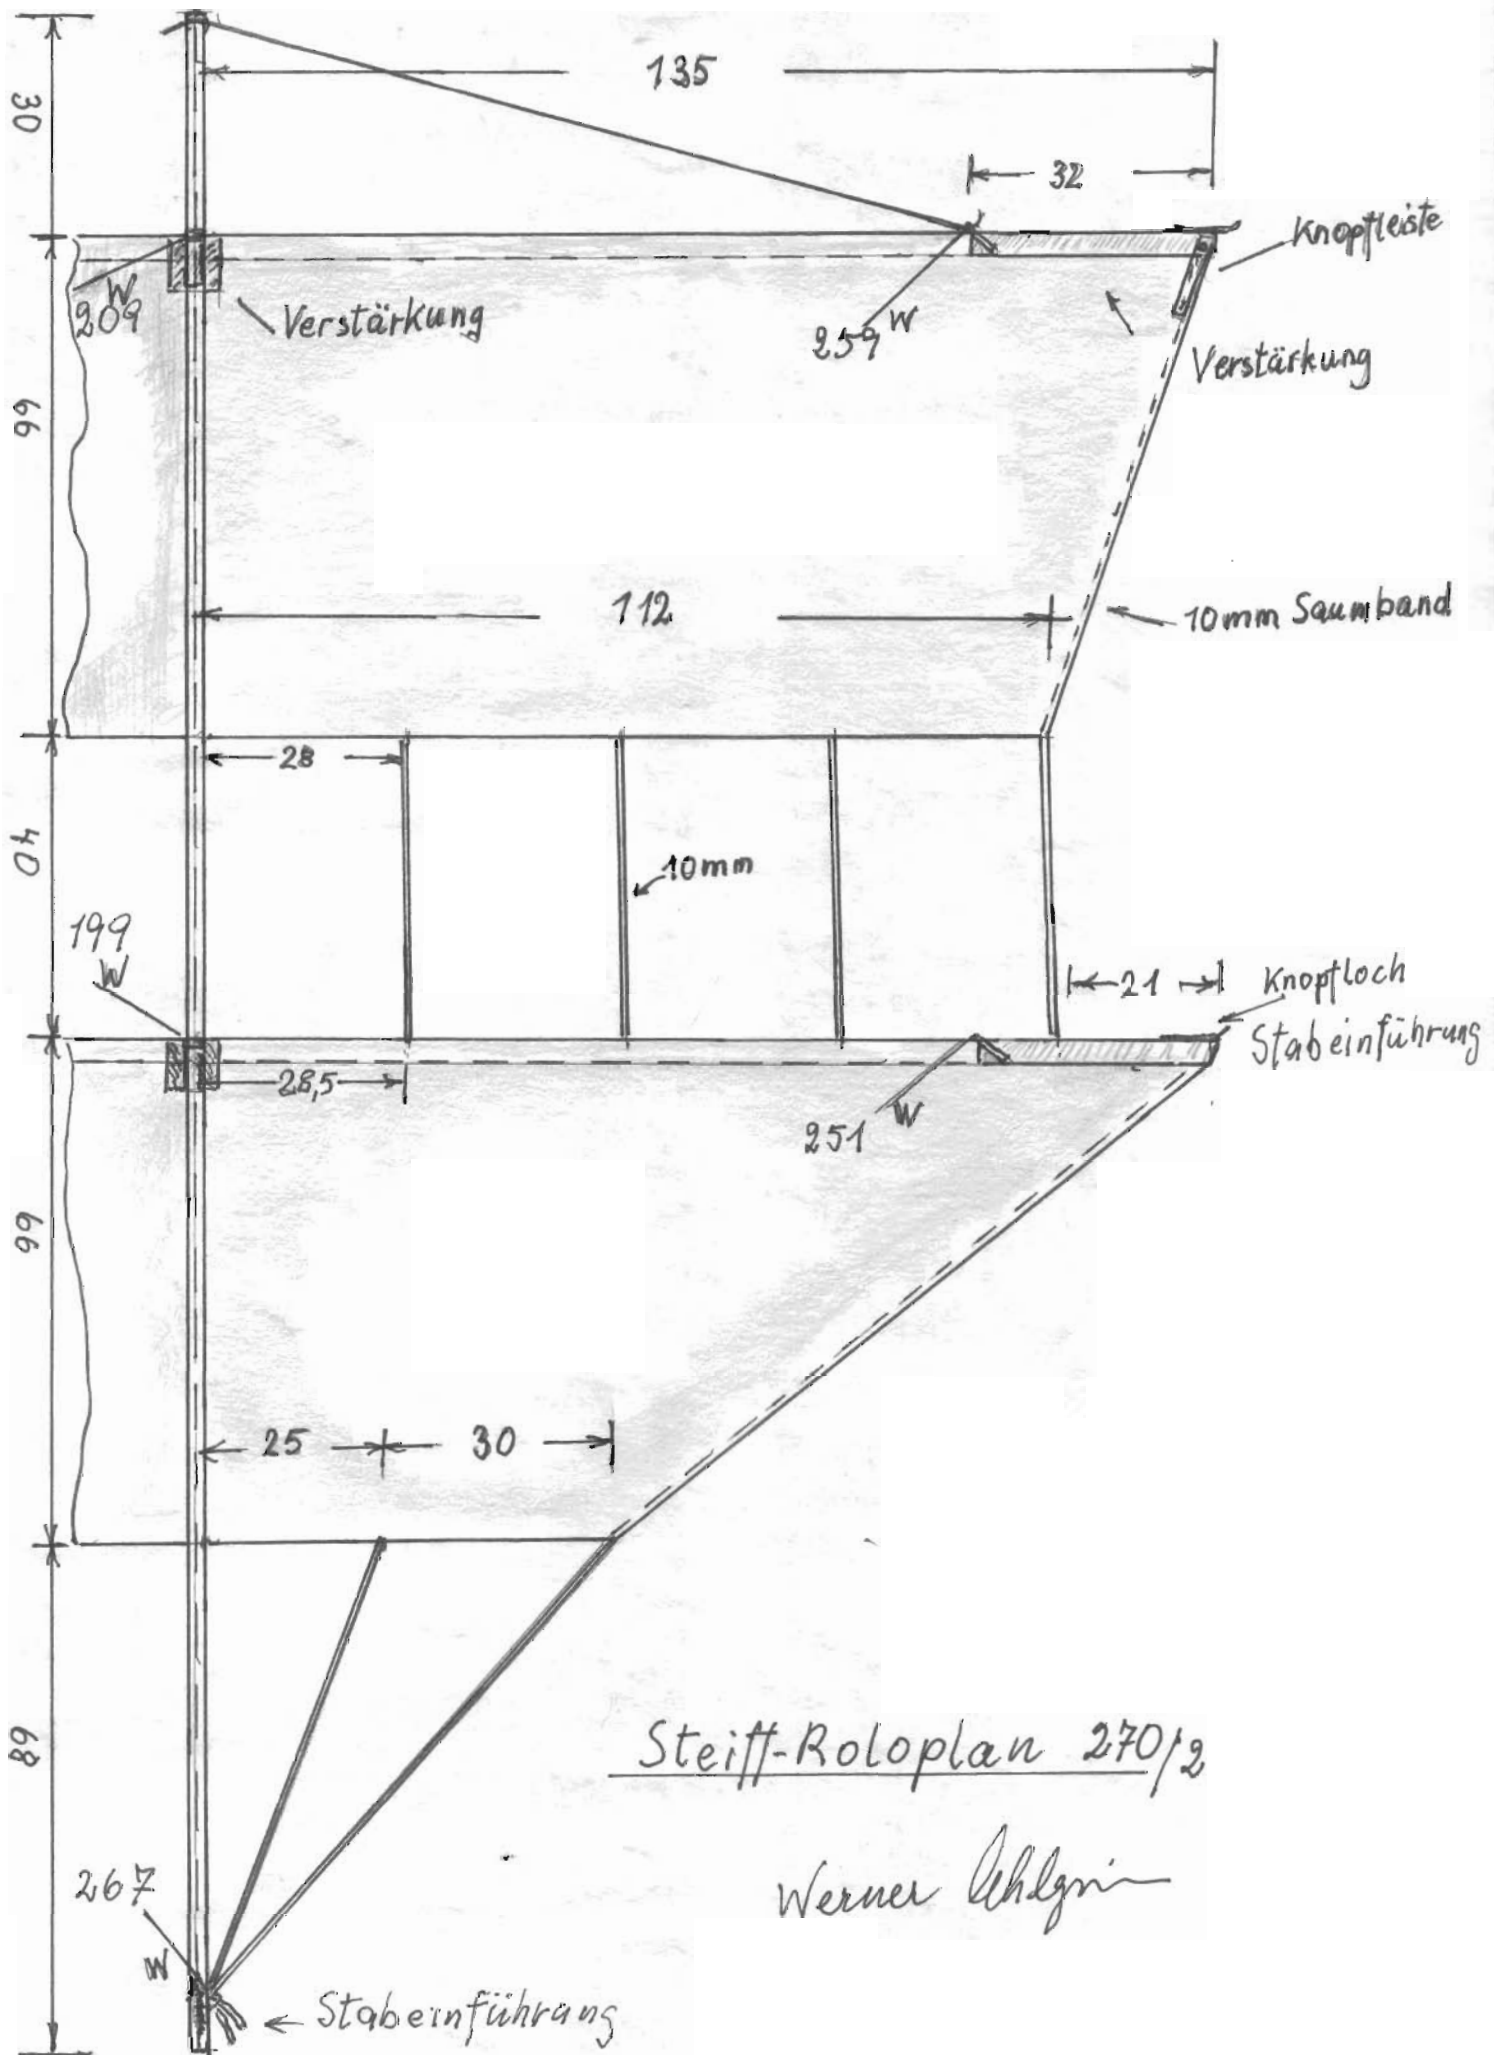 135
30
32
Knopfleiste
W
209
Verstärkung
W
259
Verstärkung
66
112
10mm Saumband
28
40
10mm
199
W
21
Knopfloch
Stabeinführung
28,5
W
251
66
25
30
68
Steiff-Roloplan 270/2
Werner
267
W
Stabeinführung